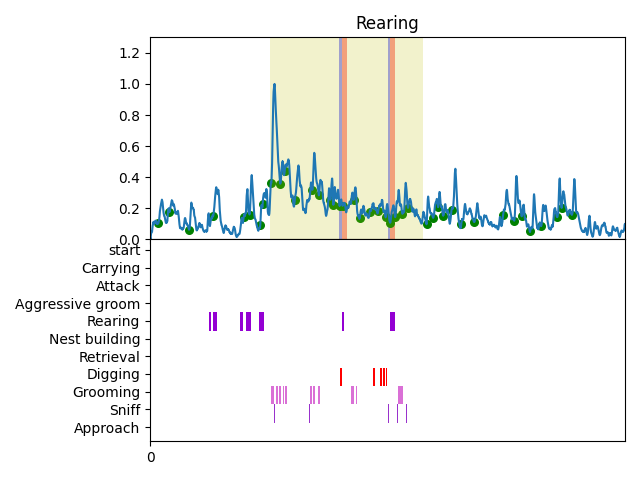 Rearing
1.2
1.0
0.8
0.6
0.4
0.2
0.0
start
Carrying
Attack
Aggressive groom
Rearing
Nest building
Retrieval
Digging
Grooming
Sniff
Approach
0